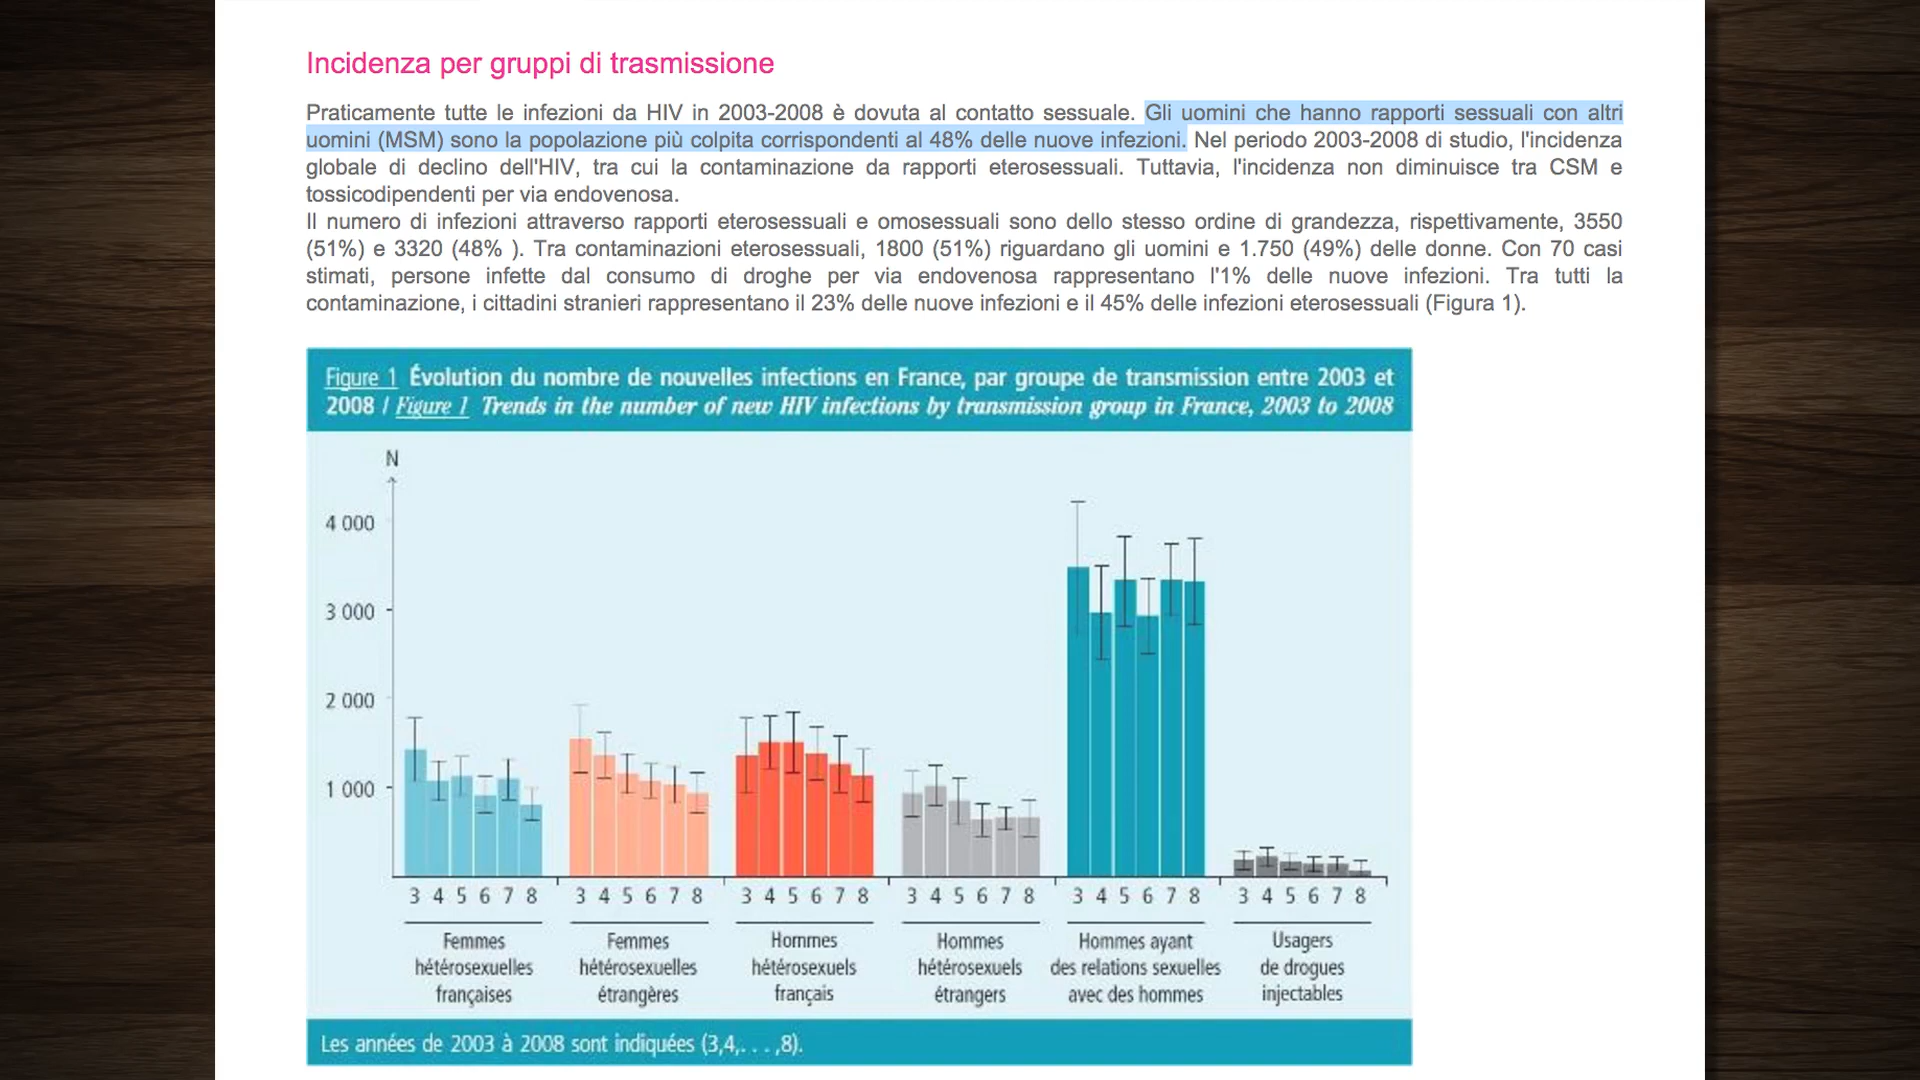 Incidenza per gruppi di trasmissione
Praticamente tutte le infezioni da HIV in 2003-2008 è dovuta al contatto sessuale. Gli uomini che hanno rapporti sessuali con altri
uomini (MSM) sono la popolazione più colpita corrispondenti al 48% delle nuove infezioni. Nel periodo 2003-2008 di studio, l'incidenza
globale di declino dell'HIV, tra cui la contaminazione da rapporti eterosessuali. Tuttavia, l'incidenza non diminuisce tra CSM e
tossicodipendenti per via endovenosa.
Il numero di infezioni attraverso rapporti eterosessuali e omosessuali sono dello stesso ordine di grandezza, rispettivamente, 3550
(51%) e 3320 (48% ). Tra contaminazioni eterosessuali, 1800 (51%) riguardano gli uomini e 1.750 (49%) delle donne. Con 70 casi
stimati, persone infette dal consumo di droghe per via endovenosa rappresentano l'1% delle nuove infezioni. Tra tutti la
contaminazione, i cittadini stranieri rappresentano il 23% delle nuove infezioni e il 45% delle infezioni eterosessuali (Figura 1).
Figure 1 Évolution du nombre de nouvelles infections en France, par groupe de transmission entre 2003 et
2008 / Figure 1 Trends in the number of new HIV infections by transmission group in France, 2003 to 2008
N
4 000
3 000
2 000
1 000
3 4 5 6 7 8 3 4 5 6 7 8 3 4 5 6 7 8 3 4 5 6 7 8 3 4 5 6 7 8 3 4 5 6 7 8
Femmes
hétérosexuelles
françaises
Femmes
hétérosexuelles
étrangères
Hommes
hétérosexuels
français
Hommes
hétérosexuels
étrangers
Hommes ayant
des relations sexuelles
avec des hommes
Usagers
de drogues
injectables
Les années de 2003 à 2008 sont indiquées (3,4,. . . ,8).